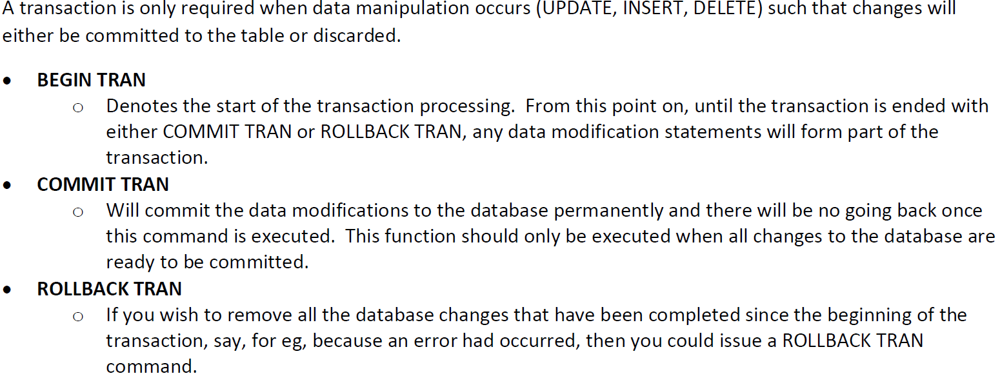 A transaction is only required when data manipulation occurs (UPDATE, INSERT, DELETE) such that changes will
either be committed to the table or discarded.
• BEGIN TRAN
o Denotes the start of the transaction processing. From this point on, until the transaction is ended with
either COMMIT TRAN or ROLLBACK TRAN, any data modification statements will form part of the
transaction.
• COMMIT TRAN
o Will commit the data modifications to the database permanently and there will be no going back once
this command is executed. This function should only be executed when all changes to the database are
ready to be committed.
• ROLLBACK TRAN
o If you wish to remove all the database changes that have been completed since the beginning of the
transaction, say, for eg, because an error had occurred, then you could issue a ROLLBACK TRAN
command.